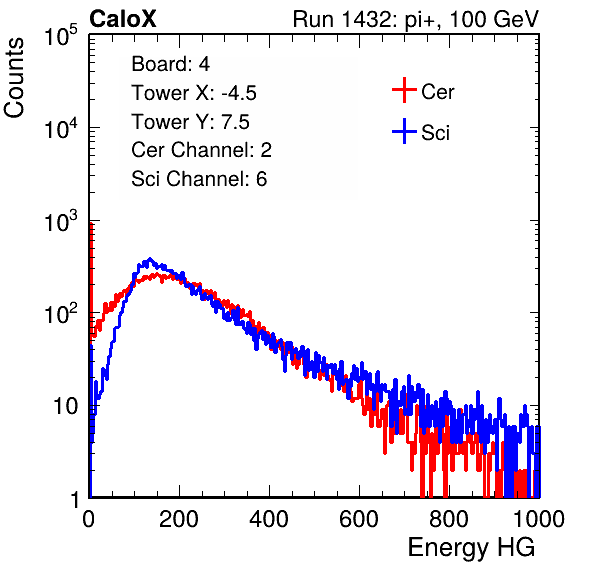 CaloX Run 1432: pi+, 100 GeV
Counts
10^5
10^4
10^3
10^2
10
1
Board: 4
Tower X: -4.5
Tower Y: 7.5
Cer Channel: 2
Sci Channel: 6
Cer
Sci
0 200 400 600 800 1000
Energy HG